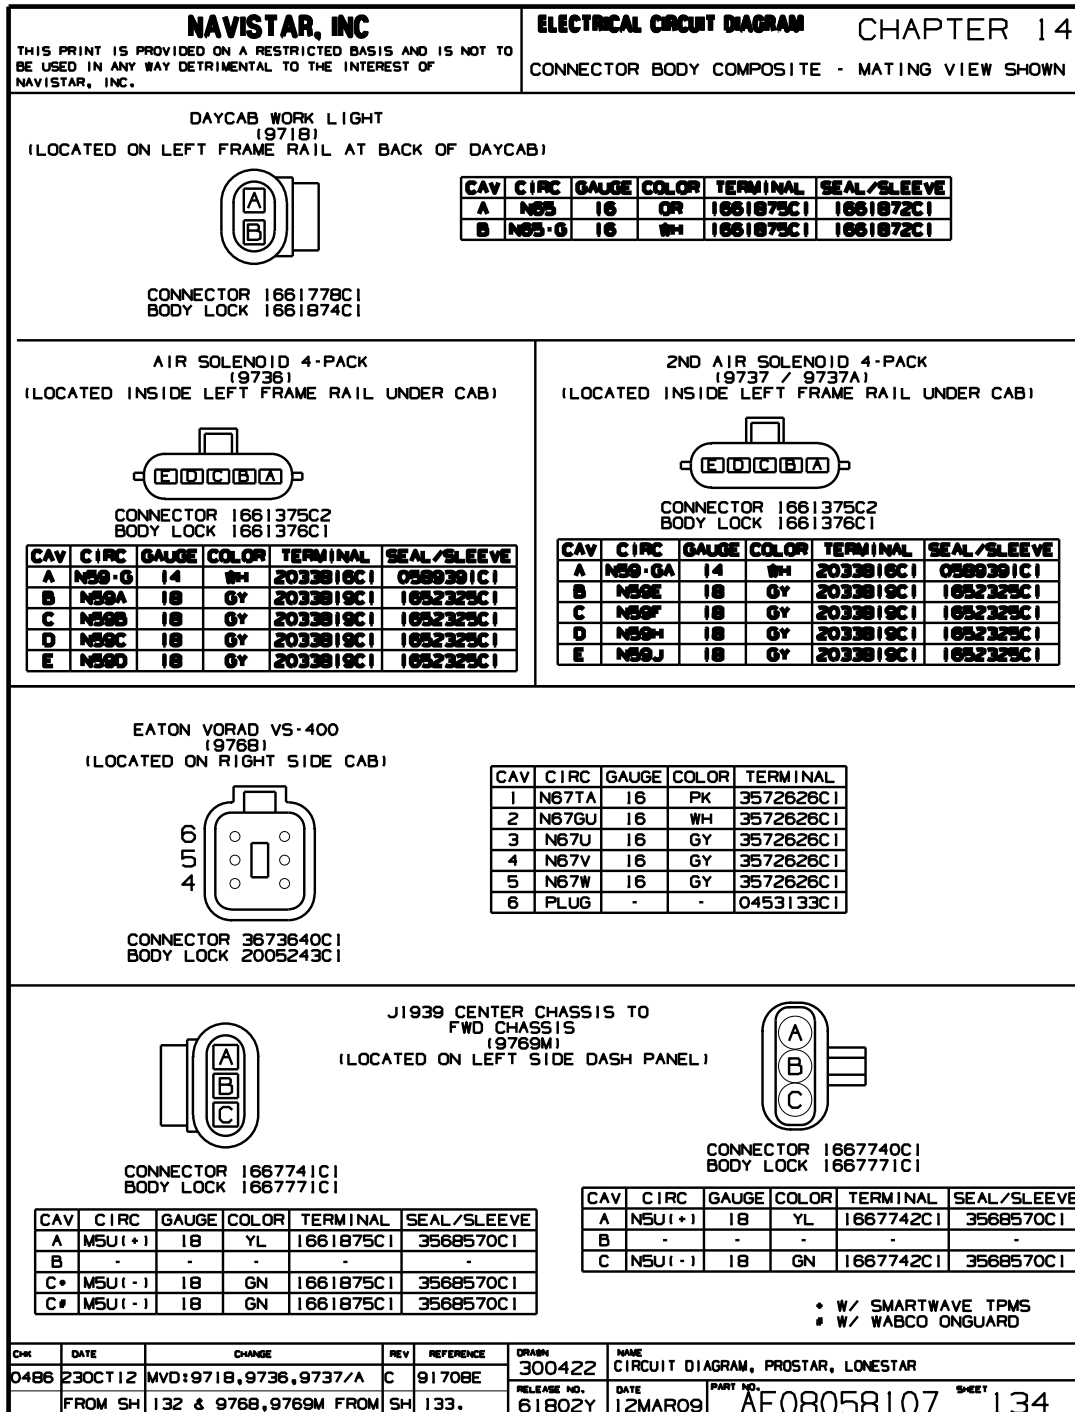 NAVISTAR, INC
THIS PRINT IS PROVIDED ON A RESTRICTED BASIS AND IS NOT TO
BE USED IN ANY WAY DETRIMENTAL TO THE INTEREST OF
NAVISTAR, INC.
ELECTRICAL CIRCUIT DIAGRAM
CHAPTER 14
CONNECTOR BODY COMPOSITE - MATING VIEW SHOWN
DAYCAB WORK LIGHT
(9718)
(LOCATED ON LEFT FRAME RAIL AT BACK OF DAYCAB)
A
B
CONNECTOR 1661778C1
BODY LOCK 1661874C1
CAV CIRC GAUGE COLOR TERMINAL SEAL/SLEEVE
A N65 16 OR 1661875C1 1661872C1
B N65-G 16 WH 1661875C1 1661872C1
AIR SOLENOID 4-PACK
(9736)
(LOCATED INSIDE LEFT FRAME RAIL UNDER CAB)
E D C B A
CONNECTOR 1661375C2
BODY LOCK 1661376C1
CAV CIRC GAUGE COLOR TERMINAL SEAL/SLEEVE
A N59-G 14 WH 2033816C1 0589391C1
B N59A 18 GY 2033819C1 1652325C1
C N59B 18 GY 2033819C1 1652325C1
D N59C 18 GY 2033819C1 1652325C1
E N59D 18 GY 2033819C1 1652325C1
2ND AIR SOLENOID 4-PACK
(9737 / 9737A)
(LOCATED INSIDE LEFT FRAME RAIL UNDER CAB)
E D C B A
CONNECTOR 1661375C2
BODY LOCK 1661376C1
CAV CIRC GAUGE COLOR TERMINAL SEAL/SLEEVE
A N59-GA 14 WH 2033816C1 0589391C1
B N59E 18 GY 2033819C1 1652325C1
C N59F 18 GY 2033819C1 1652325C1
D N59H 18 GY 2033819C1 1652325C1
E N59J 18 GY 2033819C1 1652325C1
EATON VORAD VS-400
(9768)
(LOCATED ON RIGHT SIDE CAB)
6
5
4
CONNECTOR 3673640C1
BODY LOCK 2005243C1
CAV CIRC GAUGE COLOR TERMINAL
1 N67TA 16 PK 3572626C1
2 N67GU 16 WH 3572626C1
3 N67U 16 GY 3572626C1
4 N67V 16 GY 3572626C1
5 N67W 16 GY 3572626C1
6 PLUG - - 0453133C1
J1939 CENTER CHASSIS TO
FWD CHASSIS
(9769M)
(LOCATED ON LEFT SIDE DASH PANEL)
A
B
C
CONNECTOR 1667741C1
BODY LOCK 1667771C1
CAV CIRC GAUGE COLOR TERMINAL SEAL/SLEEVE
A M5U(+) 18 YL 1661875C1 3568570C1
B - - - - -
C* M5U(-) 18 GN 1661875C1 3568570C1
C# M5U(-) 18 GN 1661875C1 3568570C1
A
B
C
CONNECTOR 1667740C1
BODY LOCK 1667771C1
CAV CIRC GAUGE COLOR TERMINAL SEAL/SLEEVE
A N5U(+) 18 YL 1667742C1 3568570C1
B - - - - -
C N5U(-) 18 GN 1667742C1 3568570C1
* W/ SMARTWAVE TPMS
# W/ WABCO ONGUARD
CHK DATE CHANGE REV REFERENCE
0486 23OCT12 MVD:9718,9736,9737/A C 91708E
FROM SH 132 & 9768,9769M FROM SH 133.
DRAWN
300422
NAME
CIRCUIT DIAGRAM, PROSTAR, LONESTAR
RELEASE NO.
61802Y
DATE
12MAR09
PART NO.
AF08058107
SHEET
134